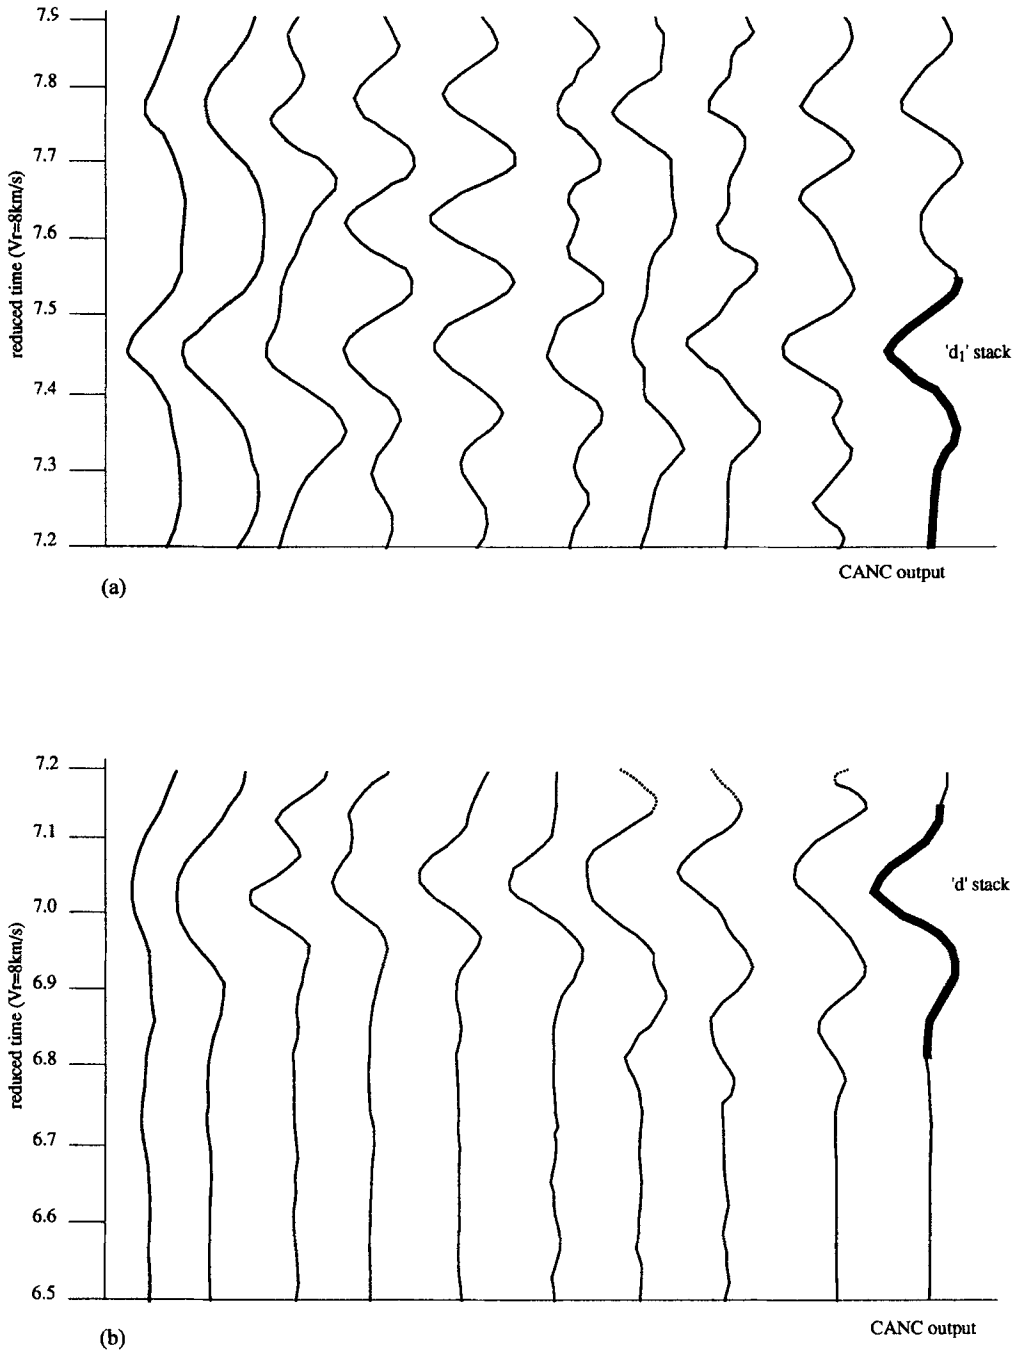 7.9
7.8
7.7
7.6
7.5
7.4
7.3
7.2
reduced time (Vr=8km/s)
'd1' stack
CANC output
(a)
7.2
7.1
7.0
6.9
6.8
6.7
6.6
6.5
reduced time (Vr=8km/s)
'd' stack
CANC output
(b)